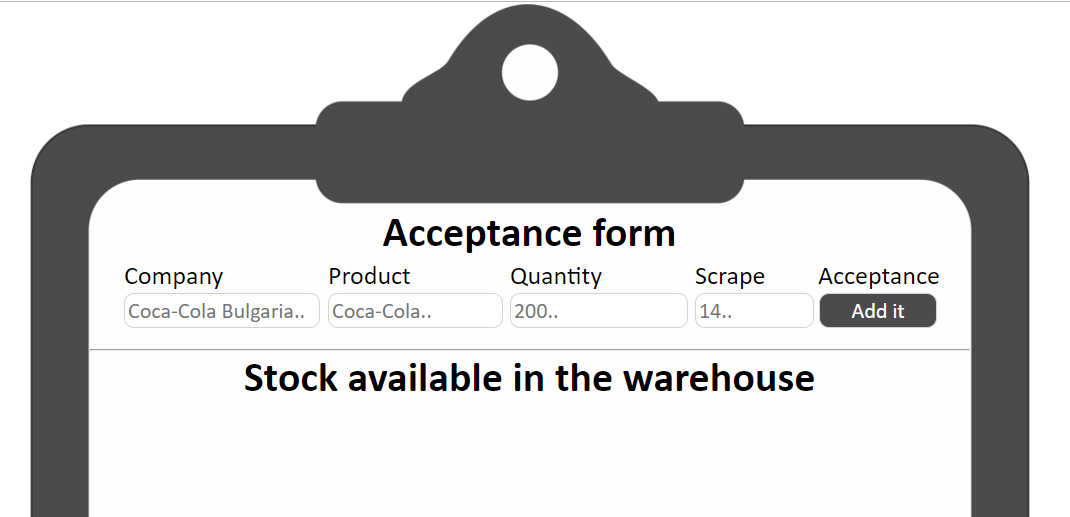 Acceptance form
Company Product Quantity Scrape Acceptance
Coca-Cola Bulgaria.. Coca-Cola.. 200.. 14.. Add it
Stock available in the warehouse